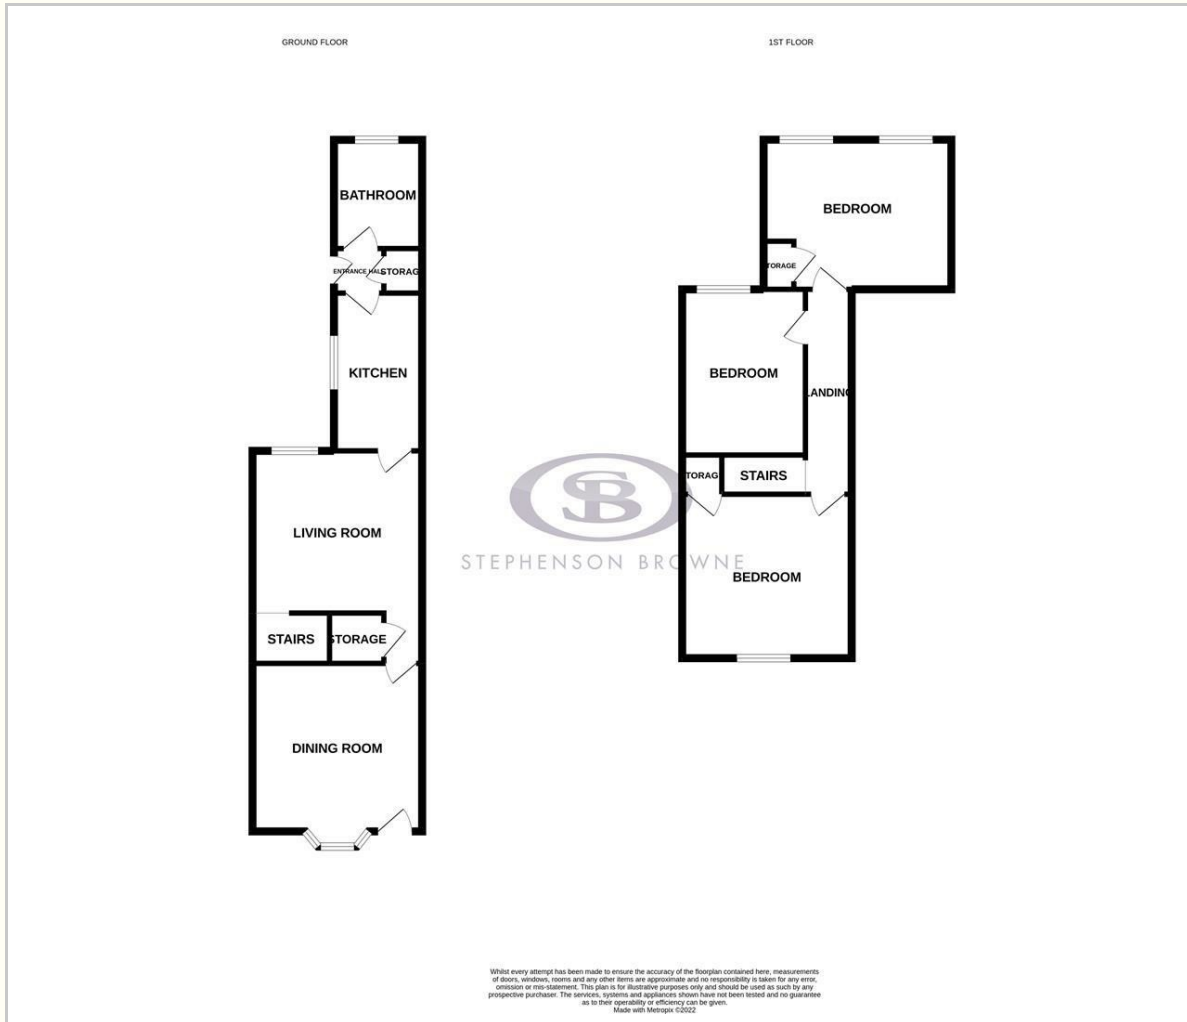 GROUND FLOOR
BATHROOM
ENTRANCE HALL
STORAG
KITCHEN
LIVING ROOM
STAIRS
STORAGE
DINING ROOM
1ST FLOOR
BEDROOM
TORAGE
BEDROOM
LANDING
TORAG
STAIRS
BEDROOM
SB
STEPHENSON BROWNE
Whilst every attempt has been made to ensure the accuracy of the floorplan contained here, measurements
of doors, windows, rooms and any other items are approximate and no responsibility is taken for any error,
omission or mis-statement. This plan is for illustrative purposes only and should be used as such by any
prospective purchaser. The services, systems and appliances shown have not been tested and no guarantee
as to their operability or efficiency can be given.
Made with Metropix ©2022